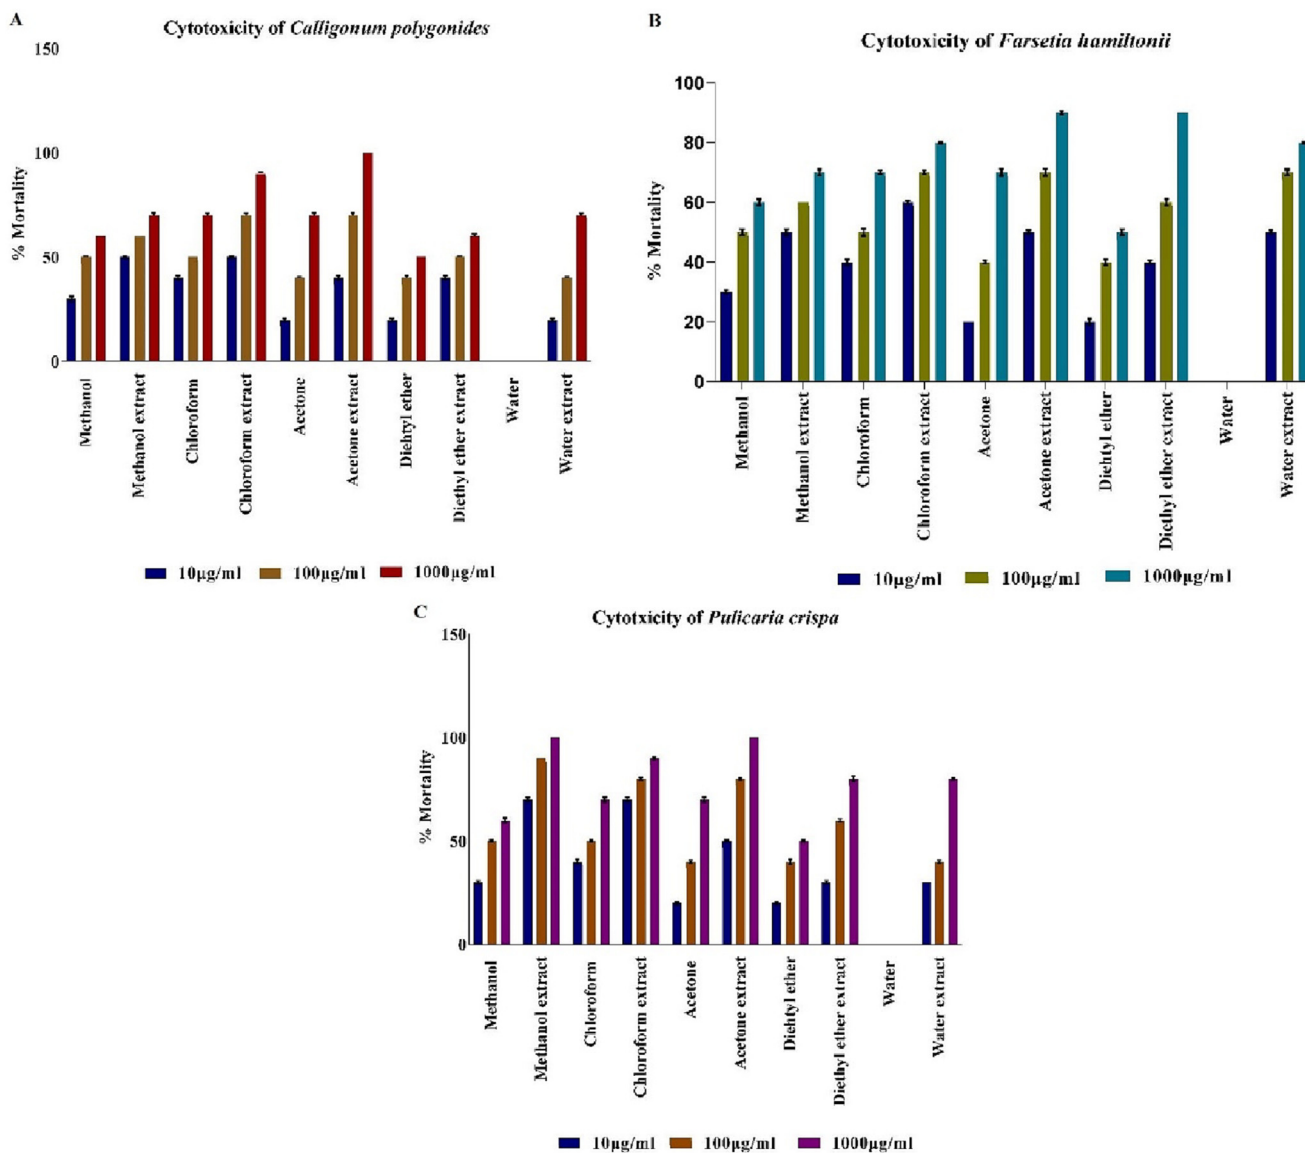 A
Cytotoxicity of Calligonum polygonides
150
100
50
0
% Mortality
Methanol
Methanol extract
Chloroform
Chloroform extract
Acetone
Acetone extract
Diehtyl ether
Diethyl ether extract
Water
Water extract
10µg/ml 100µg/ml 1000µg/ml
B
Cytotoxicity of Farsetia hamiltonii
100
80
60
40
20
0
% Mortality
Methanol
Methanol extract
Chloroform
Chloroform extract
Acetone
Acetone extract
Diehtyl ether
Diethyl ether extract
Water
Water extract
10µg/ml 100µg/ml 1000µg/ml
C
Cytotxicity of Pulicaria crispa
150
100
50
0
% Mortality
Methanol
Methanol extract
Chloroform
Chloroform extract
Acetone
Acetone extract
Diehtyl ether
Diethyl ether extract
Water
Water extract
10µg/ml 100µg/ml 1000µg/ml